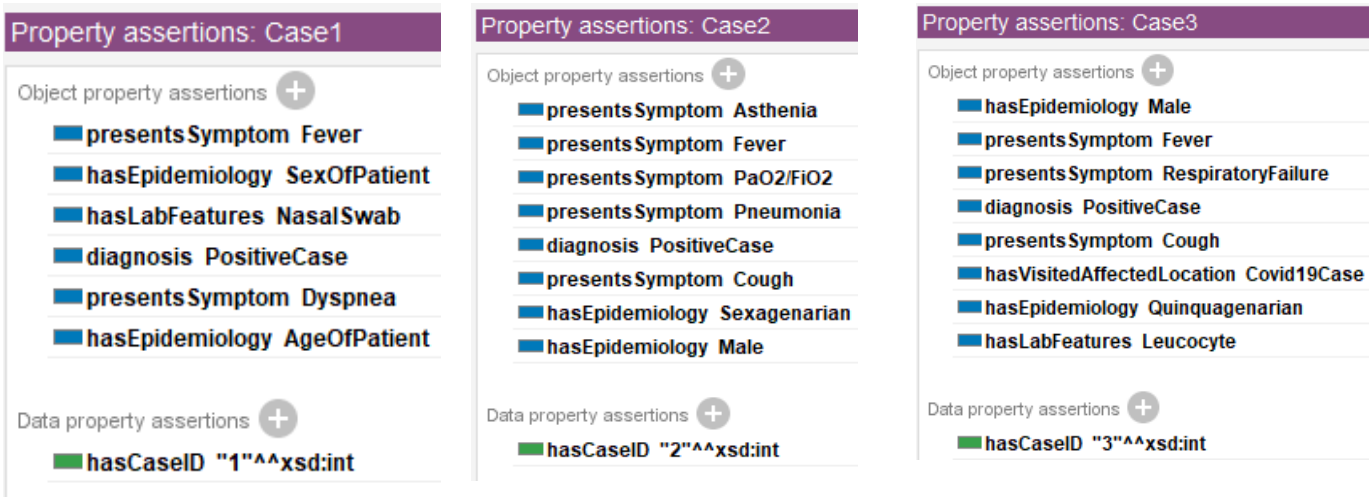 Property assertions: Case1
Object property assertions
presentsSymptom Fever
hasEpidemiology SexOfPatient
hasLabFeatures NasalSwab
diagnosis PositiveCase
presentsSymptom Dyspnea
hasEpidemiology AgeOfPatient
Data property assertions
hasCaseID "1"^^xsd:int
Property assertions: Case2
Object property assertions
presentsSymptom Asthenia
presentsSymptom Fever
presentsSymptom PaO2/FiO2
presentsSymptom Pneumonia
diagnosis PositiveCase
presentsSymptom Cough
hasEpidemiology Sexagenarian
hasEpidemiology Male
Data property assertions
hasCaseID "2"^^xsd:int
Property assertions: Case3
Object property assertions
hasEpidemiology Male
presentsSymptom Fever
presentsSymptom RespiratoryFailure
diagnosis PositiveCase
presentsSymptom Cough
hasVisitedAffectedLocation Covid19Case
hasEpidemiology Quinquagenarian
hasLabFeatures Leucocyte
Data property assertions
hasCaseID "3"^^xsd:int